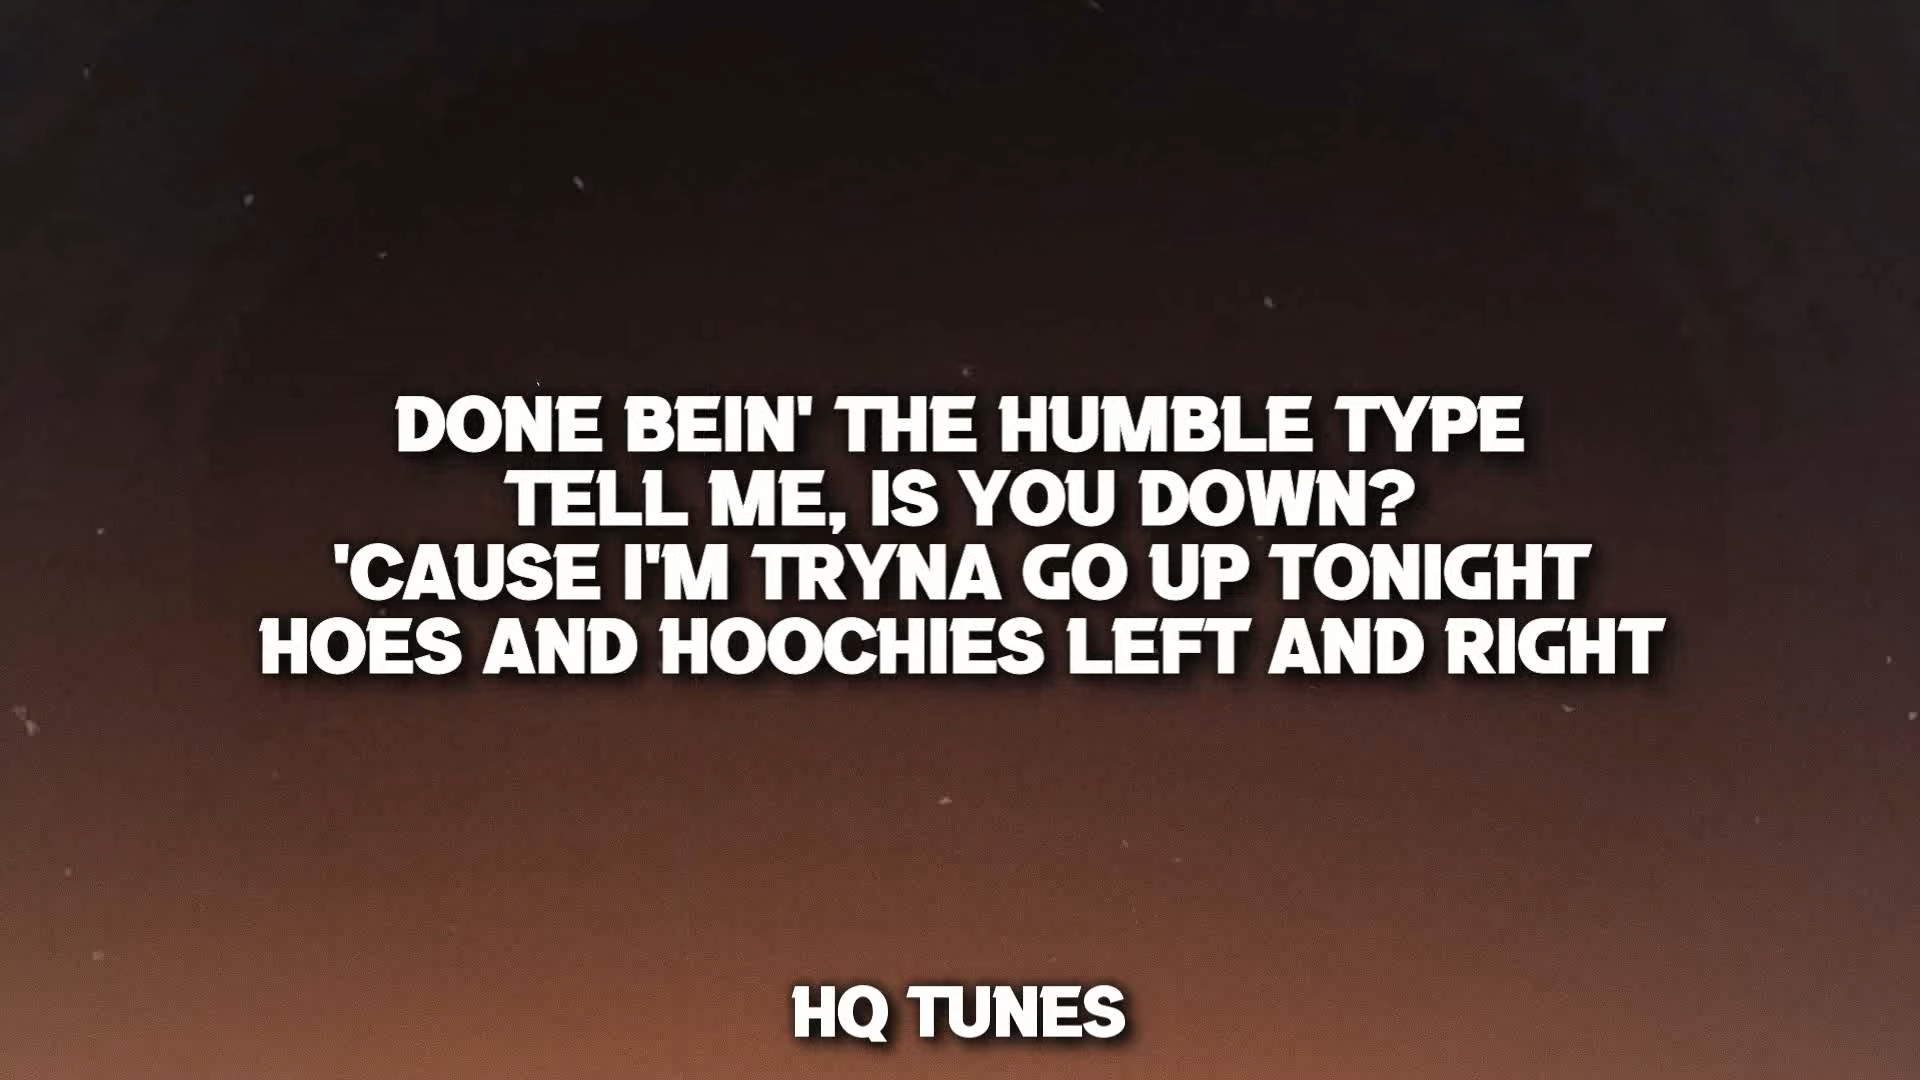 DONE BEIN' THE HUMBLE TYPE
TELL ME, IS YOU DOWN?
'CAUSE I'M TRYNA GO UP TONIGHT
HOES AND HOOCHIES LEFT AND RIGHT
HQ TUNES